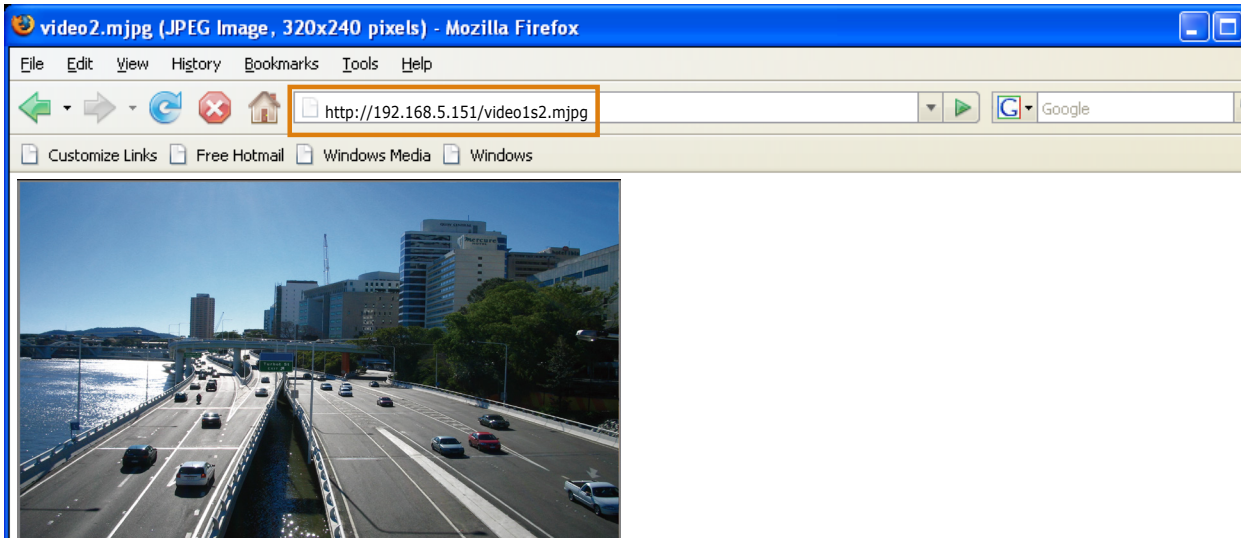 video2.mjpg (JPEG Image, 320x240 pixels) - Mozilla Firefox
File Edit View History Bookmarks Tools Help
http://192.168.5.151/video1s2.mjpg G Google
Customize Links Free Hotmail Windows Media Windows